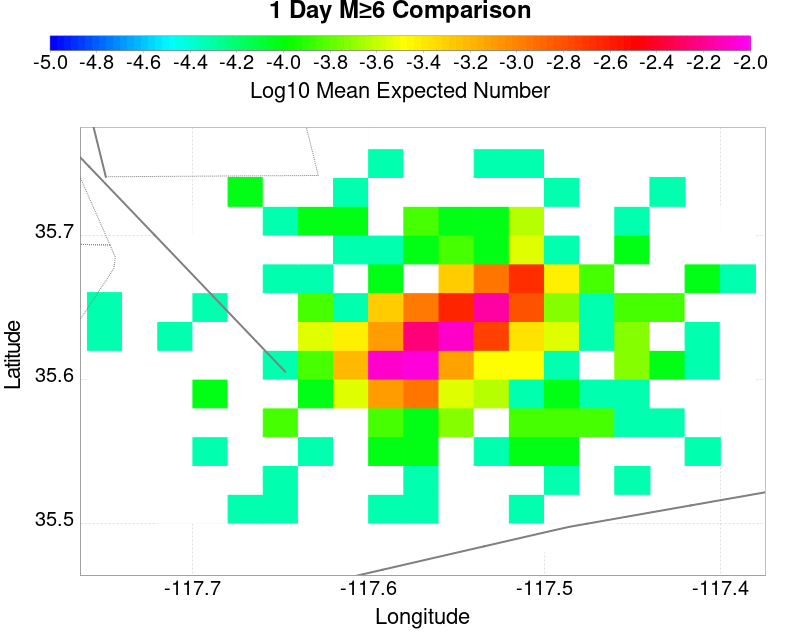 1 Day M≥6 Comparison
-5.0 -4.8 -4.6 -4.4 -4.2 -4.0 -3.8 -3.6 -3.4 -3.2 -3.0 -2.8 -2.6 -2.4 -2.2 -2.0
Log10 Mean Expected Number
35.7
35.6
35.5
Latitude
-117.7 -117.6 -117.5 -117.4
Longitude